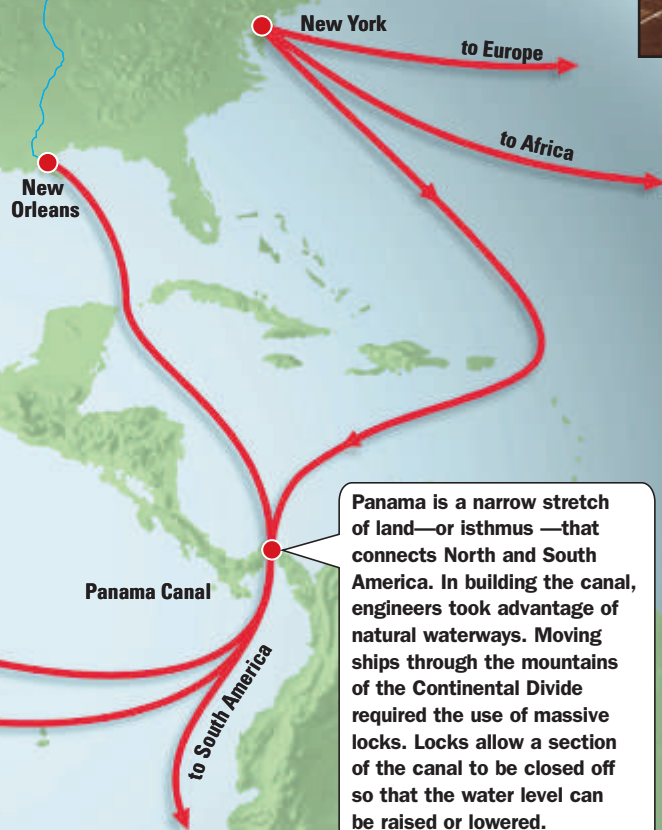 New York
to Europe
to Africa
New
Orleans
Panama Canal
to South America
Panama is a narrow stretch
of land—or isthmus —that
connects North and South
America. In building the canal,
engineers took advantage of
natural waterways. Moving
ships through the mountains
of the Continental Divide
required the use of massive
locks. Locks allow a section
of the canal to be closed off
so that the water level can
be raised or lowered.